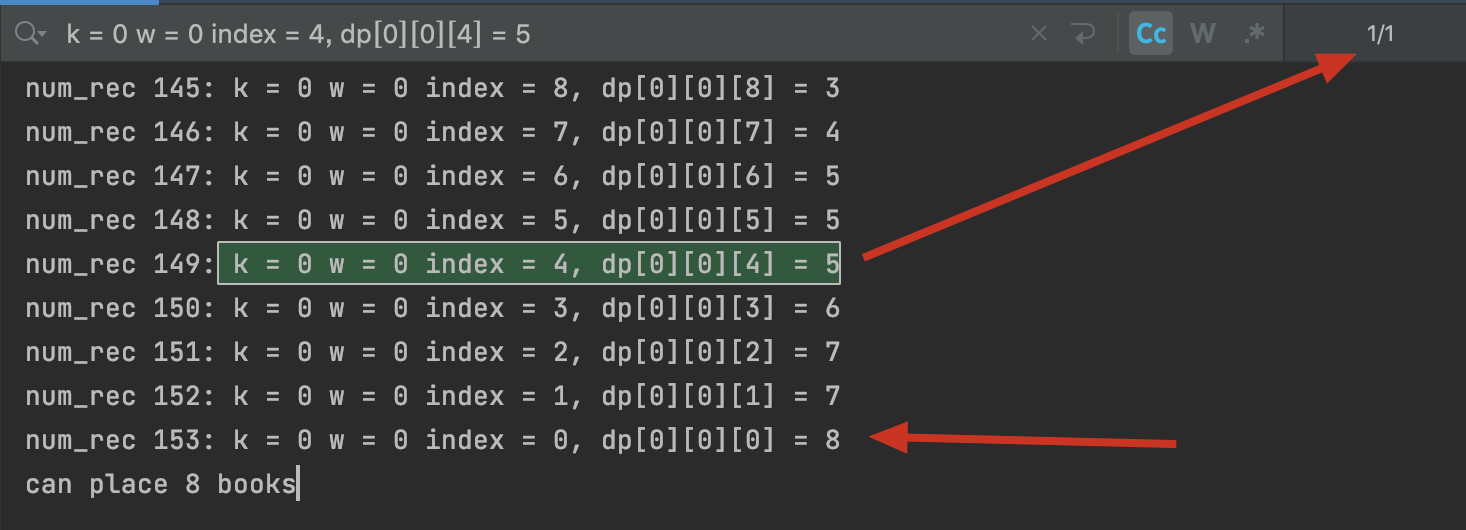 k = 0 w = 0 index = 4, dp[0][0][4] = 5
Cc W .* 1/1
num_rec 145: k = 0 w = 0 index = 8, dp[0][0][8] = 3
num_rec 146: k = 0 w = 0 index = 7, dp[0][0][7] = 4
num_rec 147: k = 0 w = 0 index = 6, dp[0][0][6] = 5
num_rec 148: k = 0 w = 0 index = 5, dp[0][0][5] = 5
num_rec 149: k = 0 w = 0 index = 4, dp[0][0][4] = 5
num_rec 150: k = 0 w = 0 index = 3, dp[0][0][3] = 6
num_rec 151: k = 0 w = 0 index = 2, dp[0][0][2] = 7
num_rec 152: k = 0 w = 0 index = 1, dp[0][0][1] = 7
num_rec 153: k = 0 w = 0 index = 0, dp[0][0][0] = 8
can place 8 books